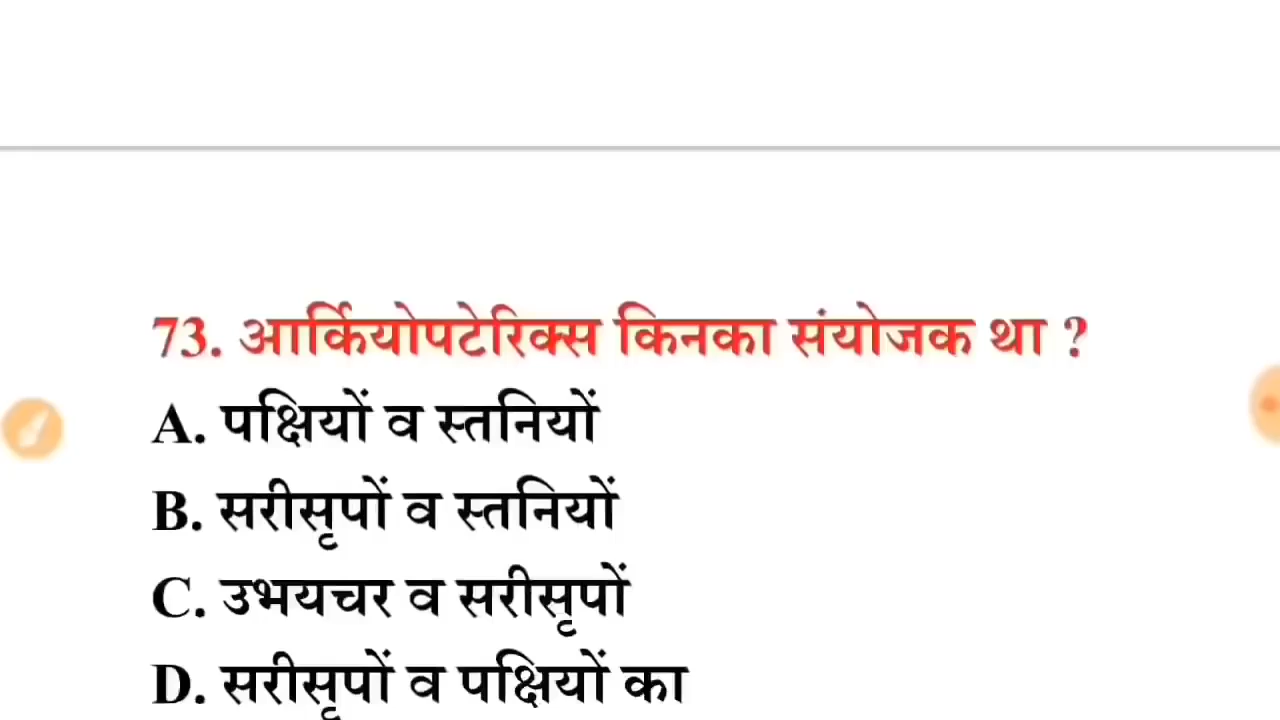 73. आर्कियोपटेरिक्स किनका संयोजक था ?
A. पक्षियों व स्तनियों
B. सरीसृपों व स्तनियों
C. उभयचर व सरीसृपों
D. सरीसृपों व पक्षियों का